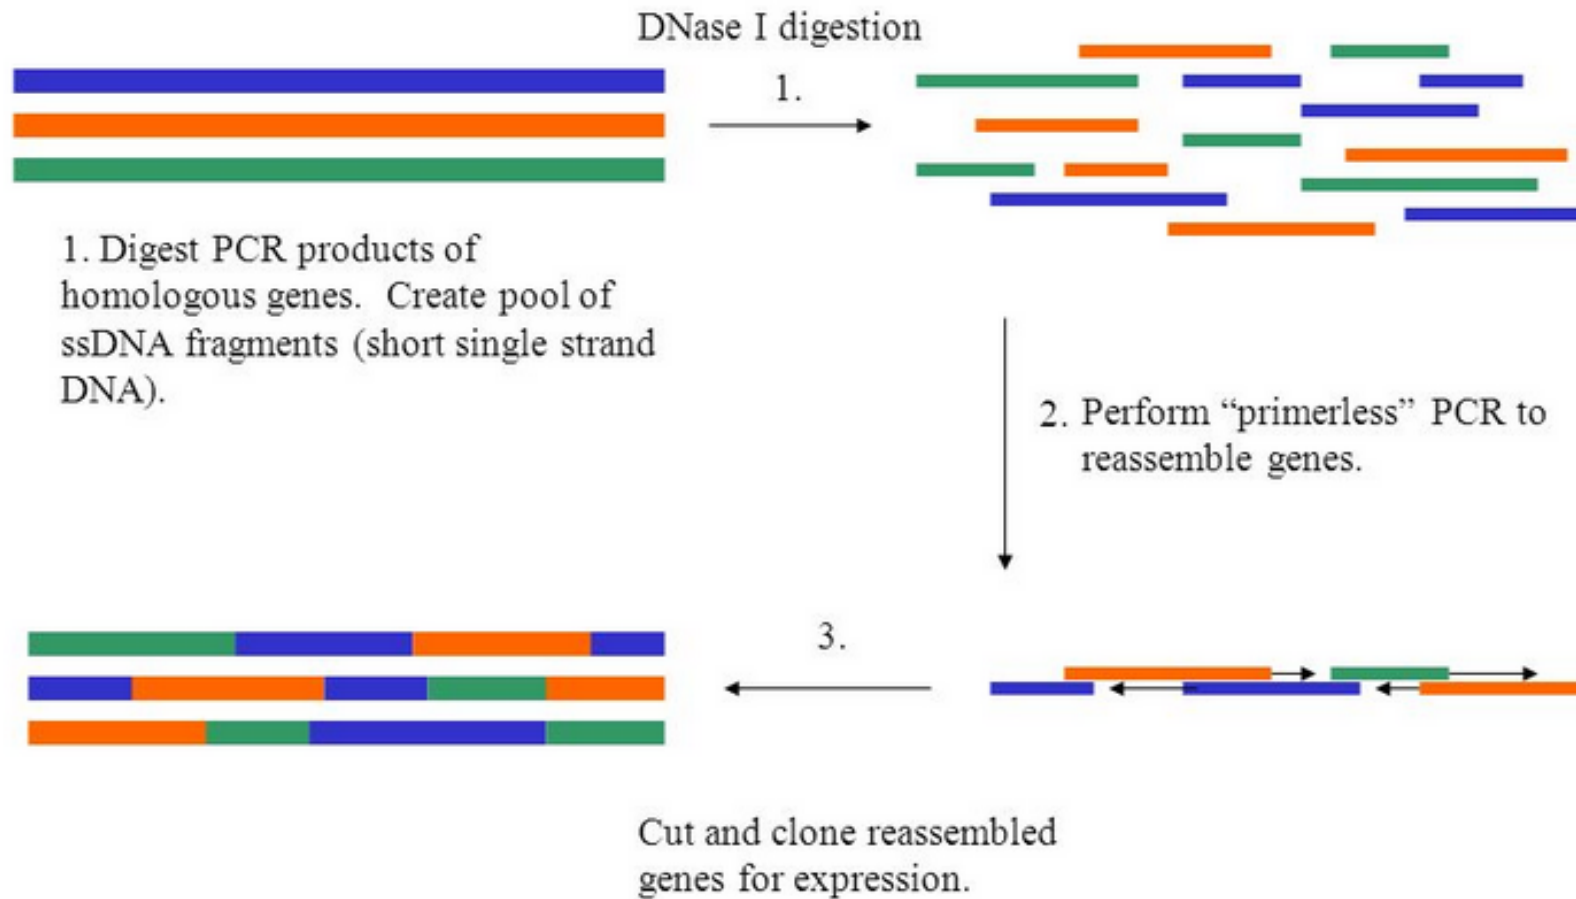 DNase I digestion
1.
1. Digest PCR products of
homologous genes. Create pool of
ssDNA fragments (short single strand
DNA).
2. Perform “primerless” PCR to
reassemble genes.
3.
Cut and clone reassembled
genes for expression.